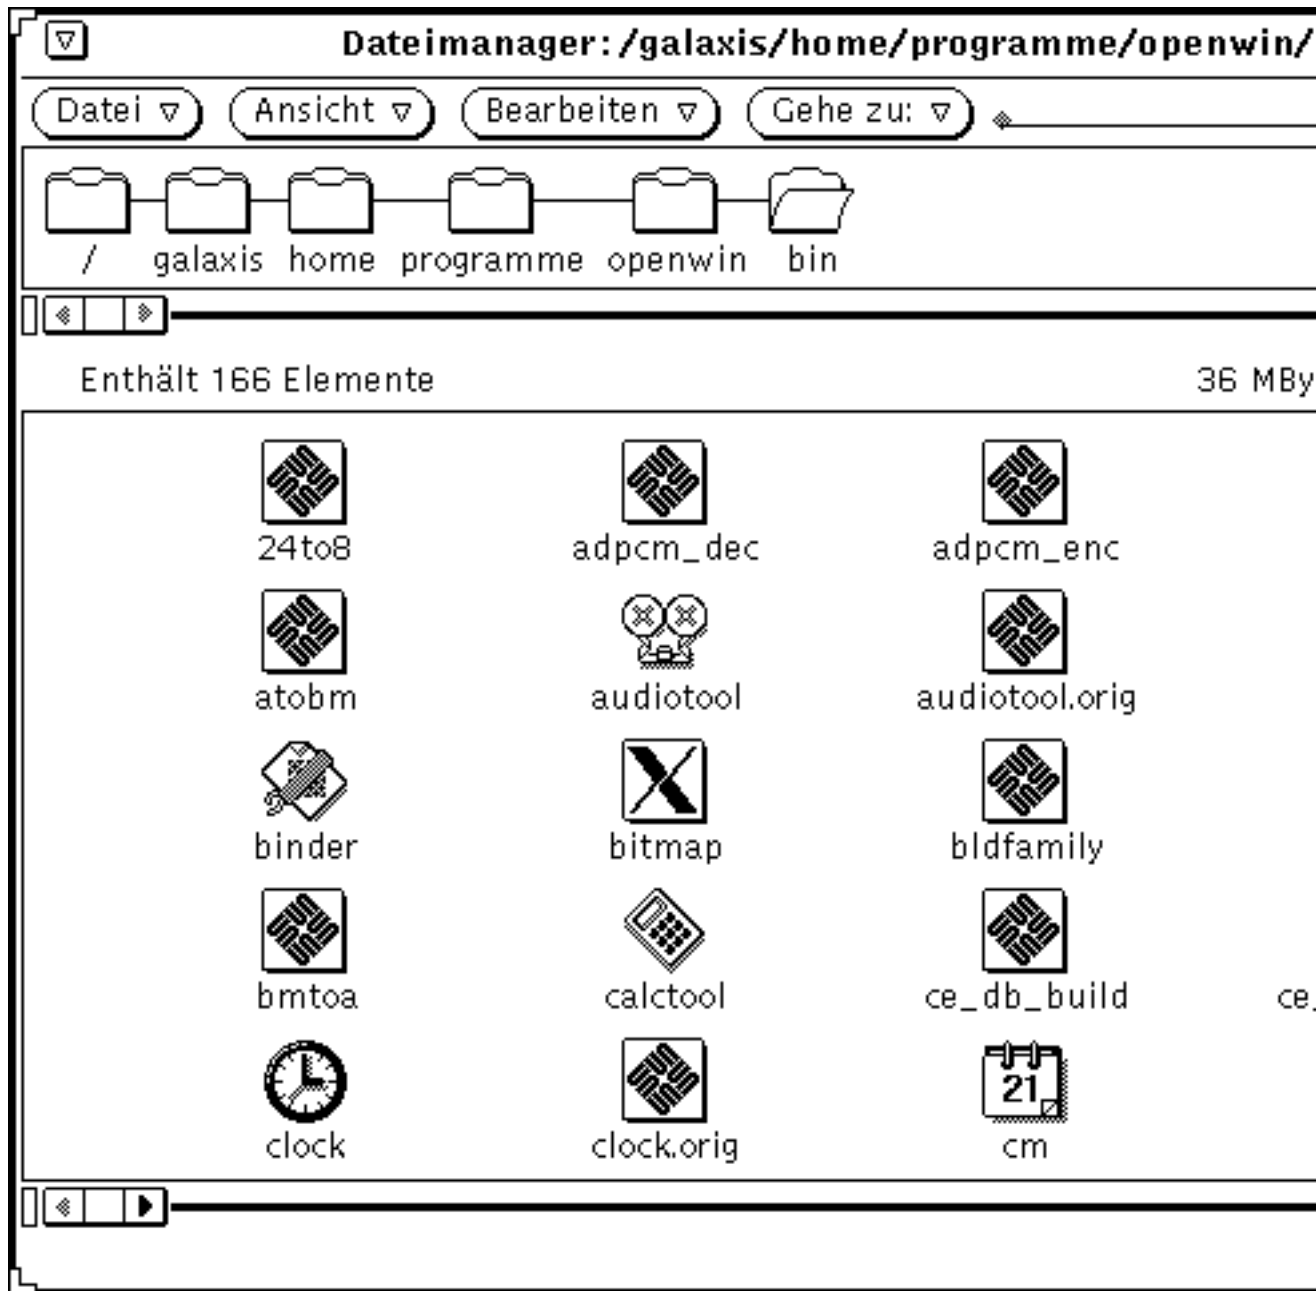 Dateimanager: /galaxis/home/programme/openwin/
Datei Ansicht Bearbeiten Gehe zu:
/ galaxis home programme openwin bin
Enthält 166 Elemente 36 MBy
24to8 adpcm_dec adpcm_enc
atobm audiotool audiotool.orig
binder bitmap bldfamily
bmtoa calctool ce_db_build ce_
21
clock clock.orig cm